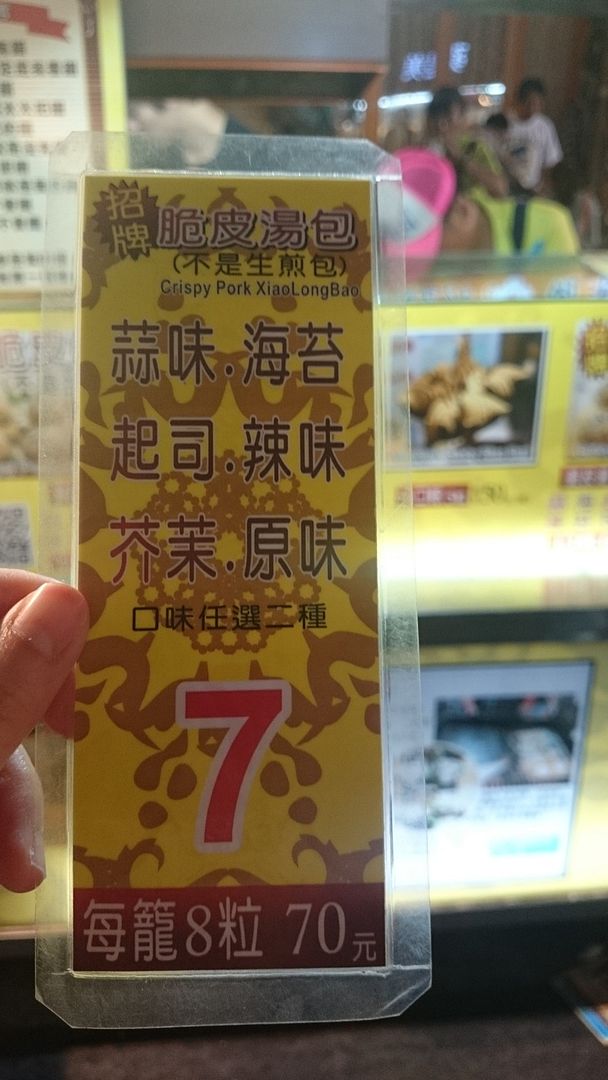 招牌
脆皮湯包
(不是生煎包)
Crispy Pork XiaoLongBao
蒜味.海苔
起司.辣味
芥茉.原味
口味任選二種
7
每籠8粒 70元